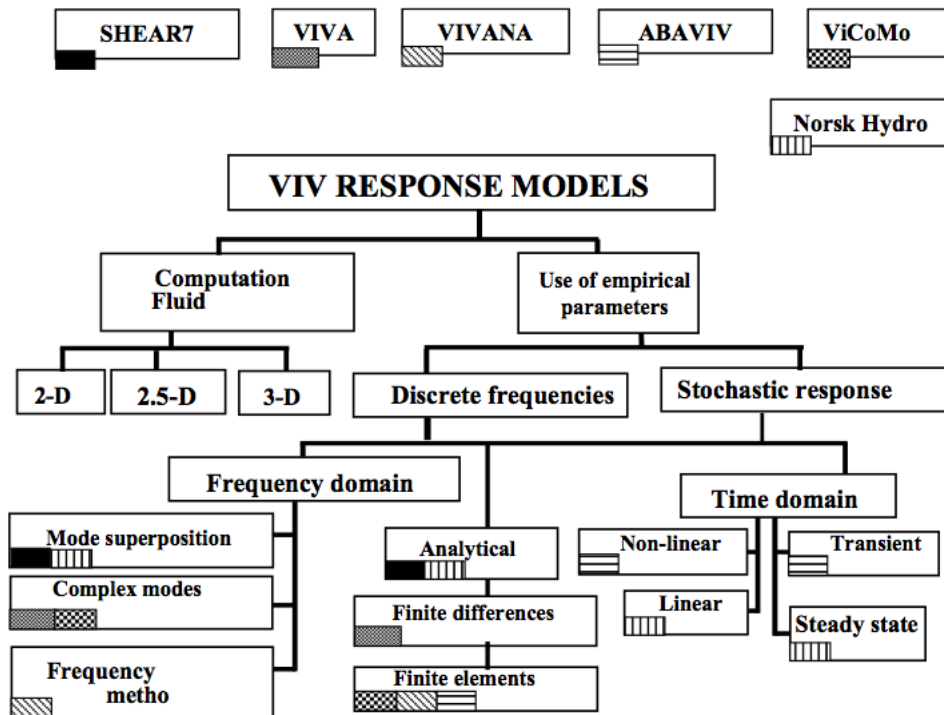 SHEAR7
VIVA
VIVANA
ABAVIV
ViCoMo
Norsk Hydro
VIV RESPONSE MODELS
Computation
Fluid
Use of empirical
parameters
2-D
2.5-D
3-D
Discrete frequencies
Stochastic response
Frequency domain
Time domain
Mode superposition
Analytical
Non-linear
Transient
Complex modes
Finite differences
Linear
Steady state
Frequency
metho
Finite elements